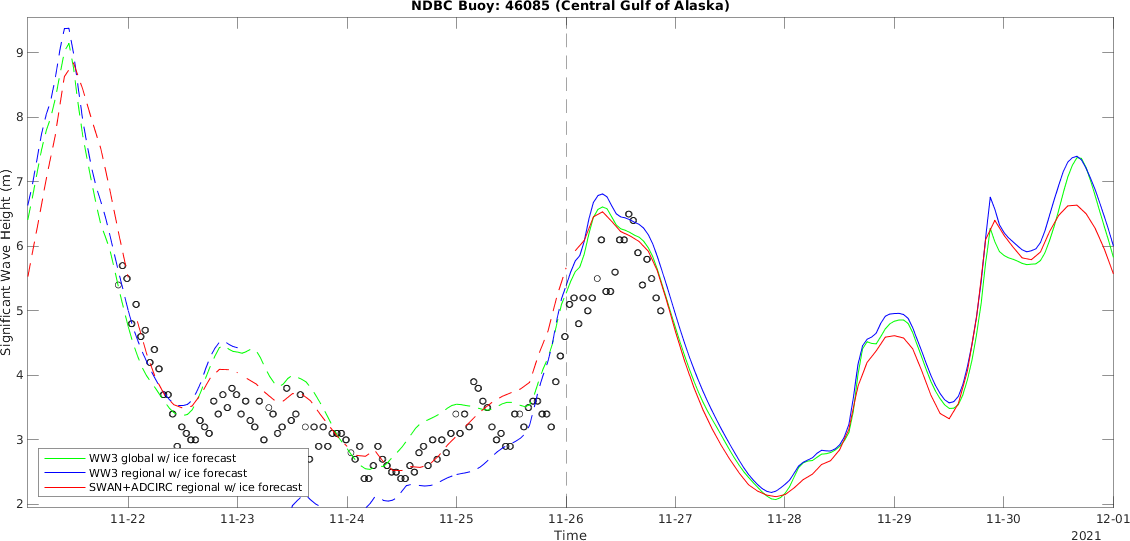 NDBC Buoy: 46085 (Central Gulf of Alaska)
Significant Wave Height (m)
9
8
7
6
5
4
3
2
WW3 global w/ ice forecast
WW3 regional w/ ice forecast
SWAN+ADCIRC regional w/ ice forecast
11-22 11-23 11-24 11-25 11-26 11-27 11-28 11-29 11-30 12-01
Time
2021